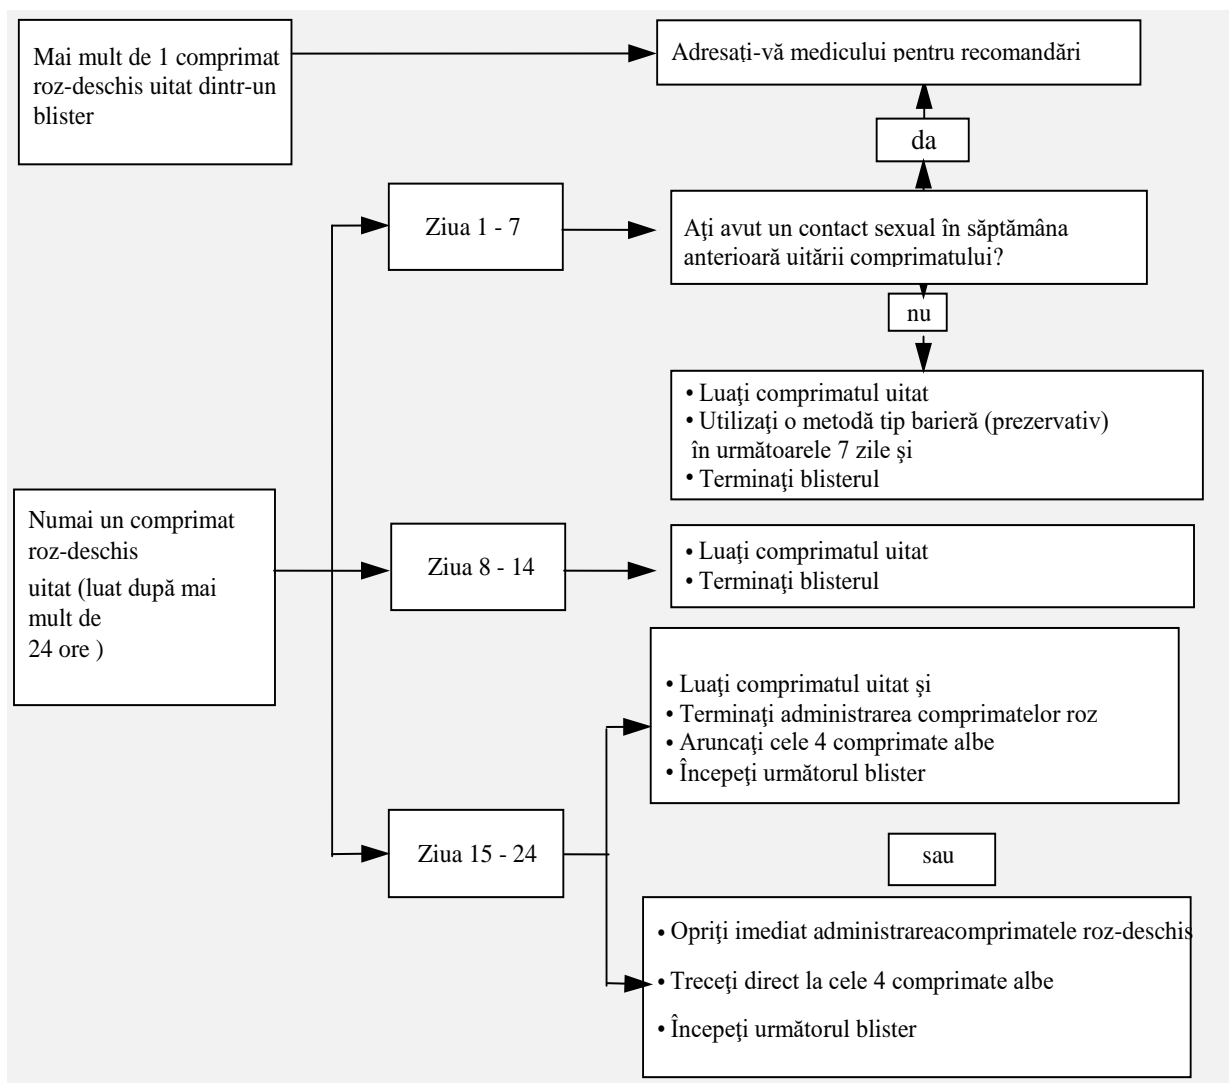 Mai mult de 1 comprimat
roz-deschis uitat dintr-un
blister
Adresați-vă medicului pentru recomandări
da
Ziua 1 - 7
Aţi avut un contact sexual în săptămâna
anterioară uitării comprimatului?
nu
• Luaţi comprimatul uitat
• Utilizaţi o metodă tip barieră (prezervativ)
în următoarele 7 zile şi
• Terminaţi blisterul
Numai un comprimat
roz-deschis
uitat (luat după mai
mult de
24 ore )
Ziua 8 - 14
• Luaţi comprimatul uitat
• Terminaţi blisterul
• Luaţi comprimatul uitat şi
• Terminaţi administrarea comprimatelor roz
• Aruncaţi cele 4 comprimate albe
• Începeţi următorul blister
Ziua 15 - 24
sau
• Opriți imediat administrareacomprimatele roz-deschis
• Treceţi direct la cele 4 comprimate albe
• Începeţi următorul blister